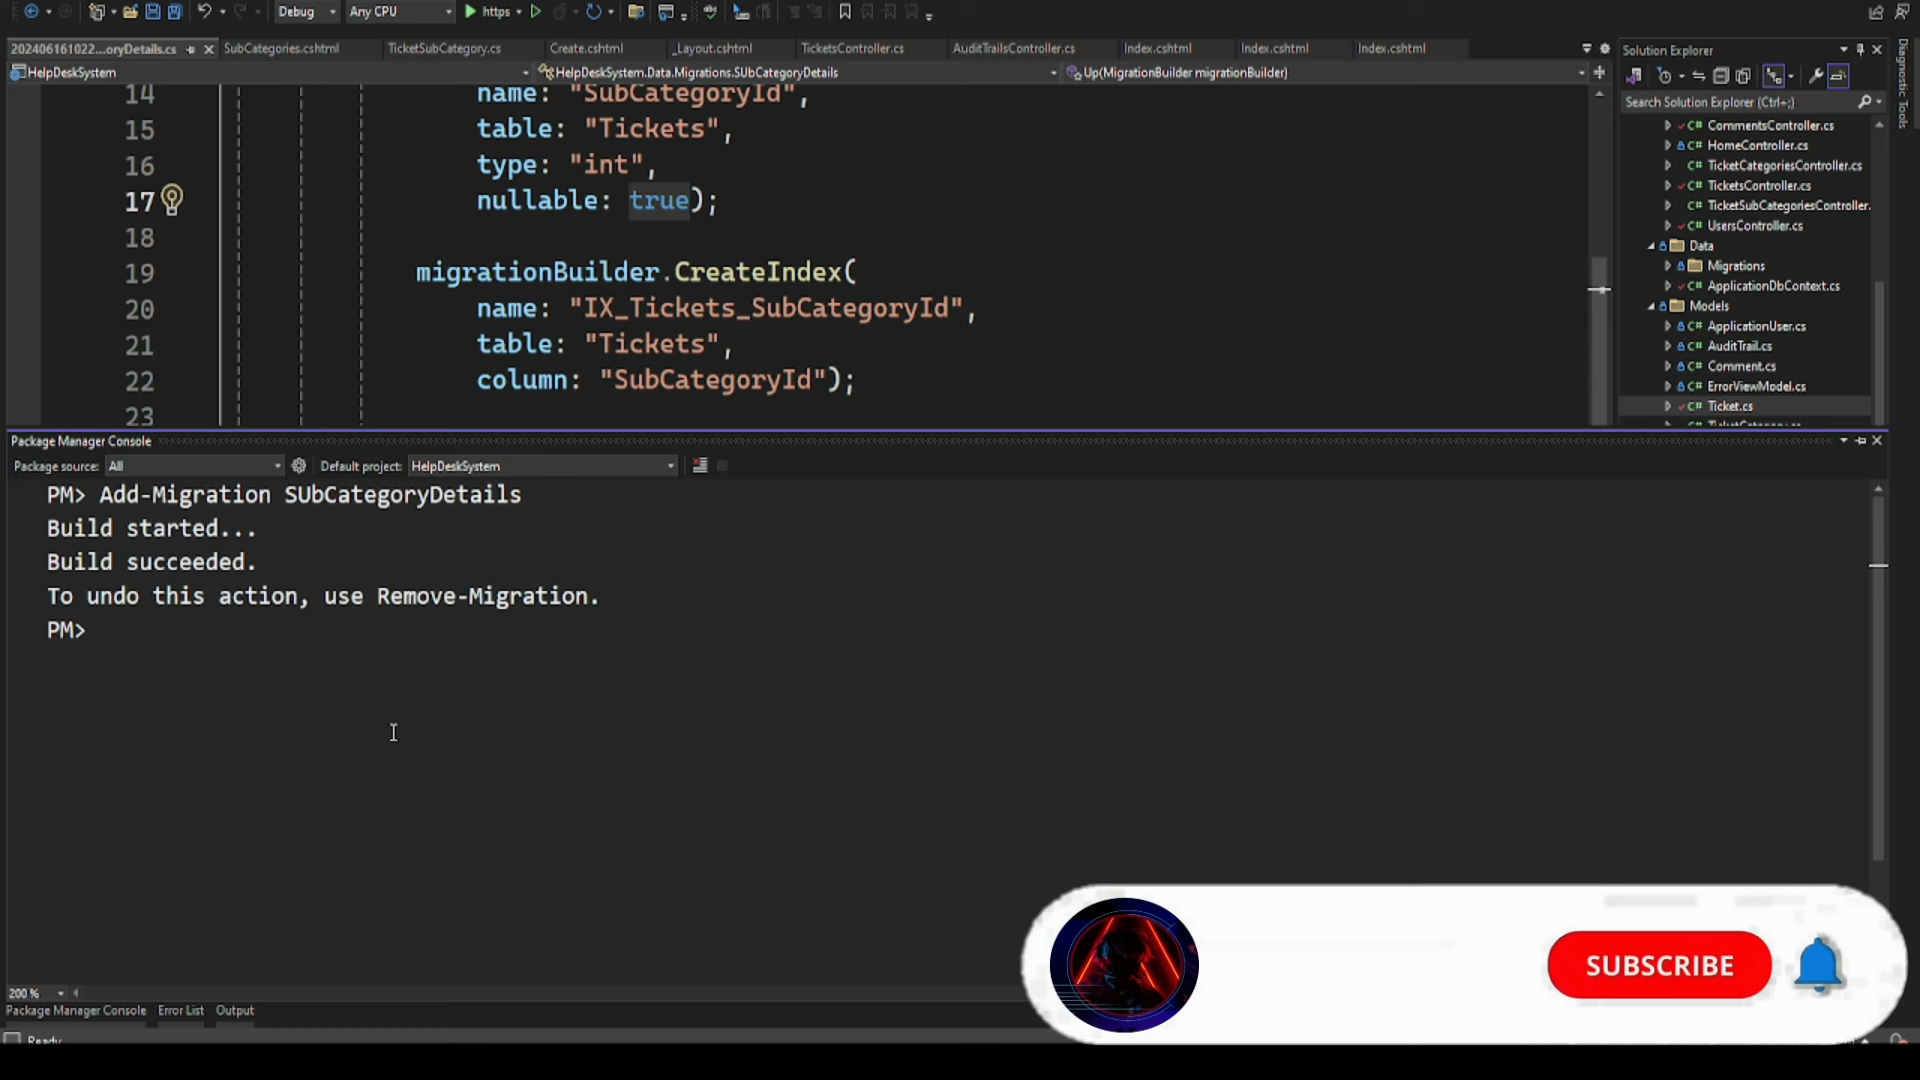 Debug
Any CPU
https
202406161022...oryDetails.cs
SubCategories.cshtml
TicketSubCategory.cs
Create.cshtml
_Layout.cshtml
TicketsController.cs
AuditTrailsController.cs
Index.cshtml
Index.cshtml
Index.cshtml
HelpDeskSystem
HelpDeskSystem.Data.Migrations.SUbCategoryDetails
Up(MigrationBuilder migrationBuilder)
14 name: "SubCategoryId",
15 table: "Tickets",
16 type: "int",
17 nullable: true);
18
19 migrationBuilder.CreateIndex(
20 name: "IX_Tickets_SubCategoryId",
21 table: "Tickets",
22 column: "SubCategoryId");
23
Solution Explorer
Search Solution Explorer (Ctrl+;)
C# CommentsController.cs
C# HomeController.cs
C# TicketCategoriesController.cs
C# TicketsController.cs
C# TicketSubCategoriesController.
C# UsersController.cs
Data
Migrations
C# ApplicationDbContext.cs
Models
C# ApplicationUser.cs
C# AuditTrail.cs
C# Comment.cs
C# ErrorViewModel.cs
C# Ticket.cs
Diagnostic Tools
Package Manager Console
Package source: All
Default project: HelpDeskSystem
PM> Add-Migration SUbCategoryDetails
Build started...
Build succeeded.
To undo this action, use Remove-Migration.
PM>
200 %
Package Manager Console
Error List
Output
Ready
SUBSCRIBE